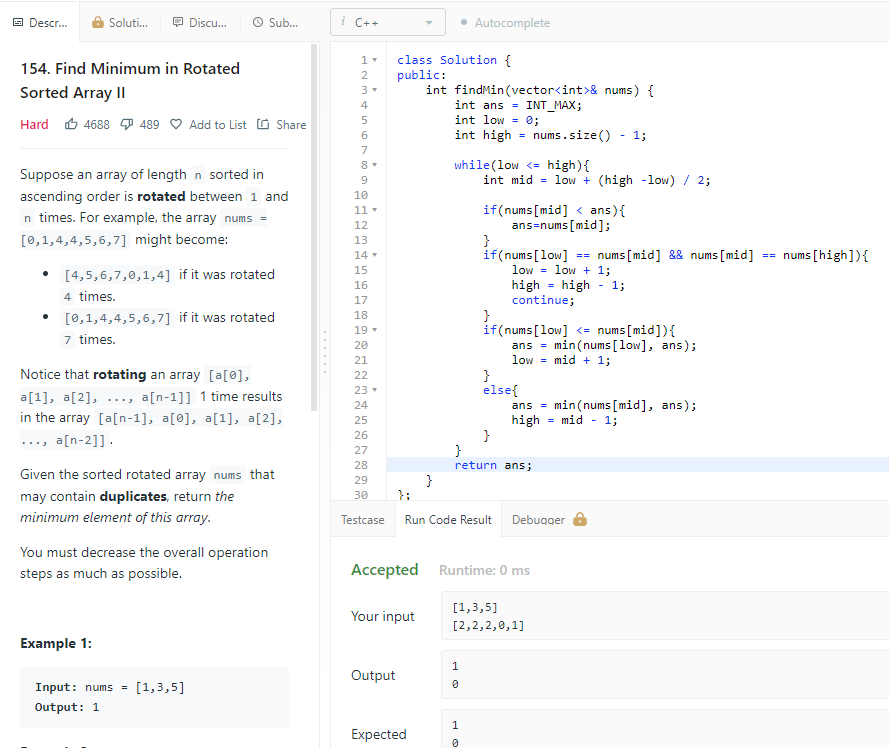 Descr...
Soluti...
Discu...
Sub...
i C++
Autocomplete
154. Find Minimum in Rotated
Sorted Array II
Hard 4688 489 Add to List Share
Suppose an array of length n sorted in
ascending order is rotated between 1 and
n times. For example, the array nums =
[0,1,4,4,5,6,7] might become:
• [4,5,6,7,0,1,4] if it was rotated
4 times.
• [0,1,4,4,5,6,7] if it was rotated
7 times.
Notice that rotating an array [a[0],
a[1], a[2], ..., a[n-1]] 1 time results
in the array [a[n-1], a[0], a[1], a[2],
..., a[n-2]].
Given the sorted rotated array nums that
may contain duplicates, return the
minimum element of this array.
You must decrease the overall operation
steps as much as possible.
Example 1:
Input: nums = [1,3,5]
Output: 1
1 class Solution {
2 public:
3     int findMin(vector<int>& nums) {
4         int ans = INT_MAX;
5         int low = 0;
6         int high = nums.size() - 1;
7
8         while(low <= high){
9             int mid = low + (high -low) / 2;
10
11             if(nums[mid] < ans){
12                 ans=nums[mid];
13             }
14             if(nums[low] == nums[mid] && nums[mid] == nums[high]){
15                 low = low + 1;
16                 high = high - 1;
17                 continue;
18             }
19             if(nums[low] <= nums[mid]){
20                 ans = min(nums[low], ans);
21                 low = mid + 1;
22             }
23             else{
24                 ans = min(nums[mid], ans);
25                 high = mid - 1;
26             }
27         }
28         return ans;
29     }
30 };
Testcase
Run Code Result
Debugger
Accepted Runtime: 0 ms
Your input
[1,3,5]
[2,2,2,0,1]
Output
1
0
Expected
1
0